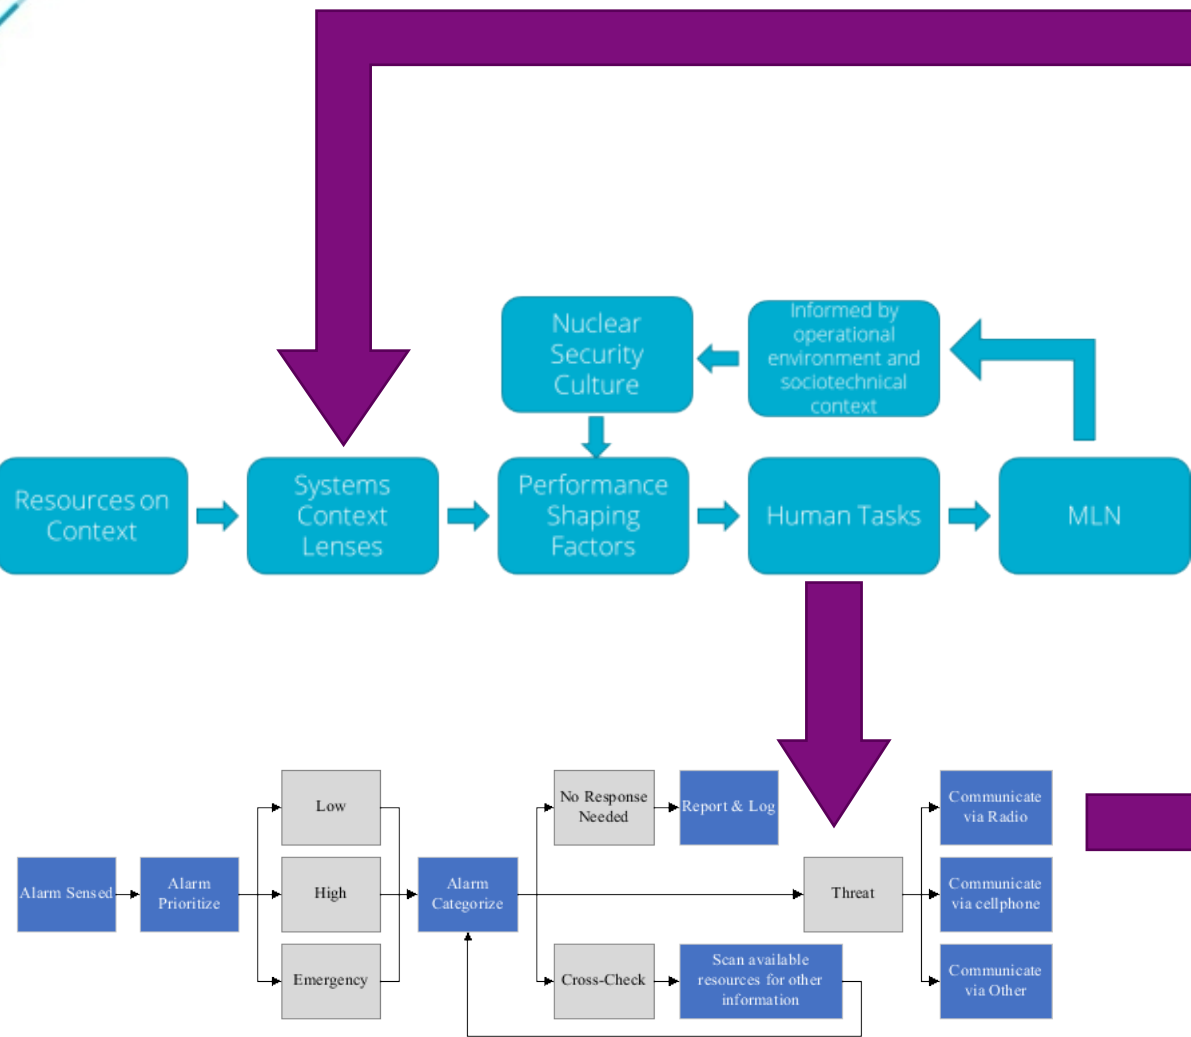 Nuclear
Security
Culture
Informed by
operational
environment and
sociotechnical
context
Resources on
Context
Systems
Context
Lenses
Performance
Shaping
Factors
Human Tasks
MLN
Alarm Sensed
Alarm
Prioritize
Low
High
Emergency
Alarm
Categorize
No Response
Needed
Report & Log
Cross-Check
Scan available
resources for other
information
Threat
Communicate
via Radio
Communicate
via cellphone
Communicate
via Other